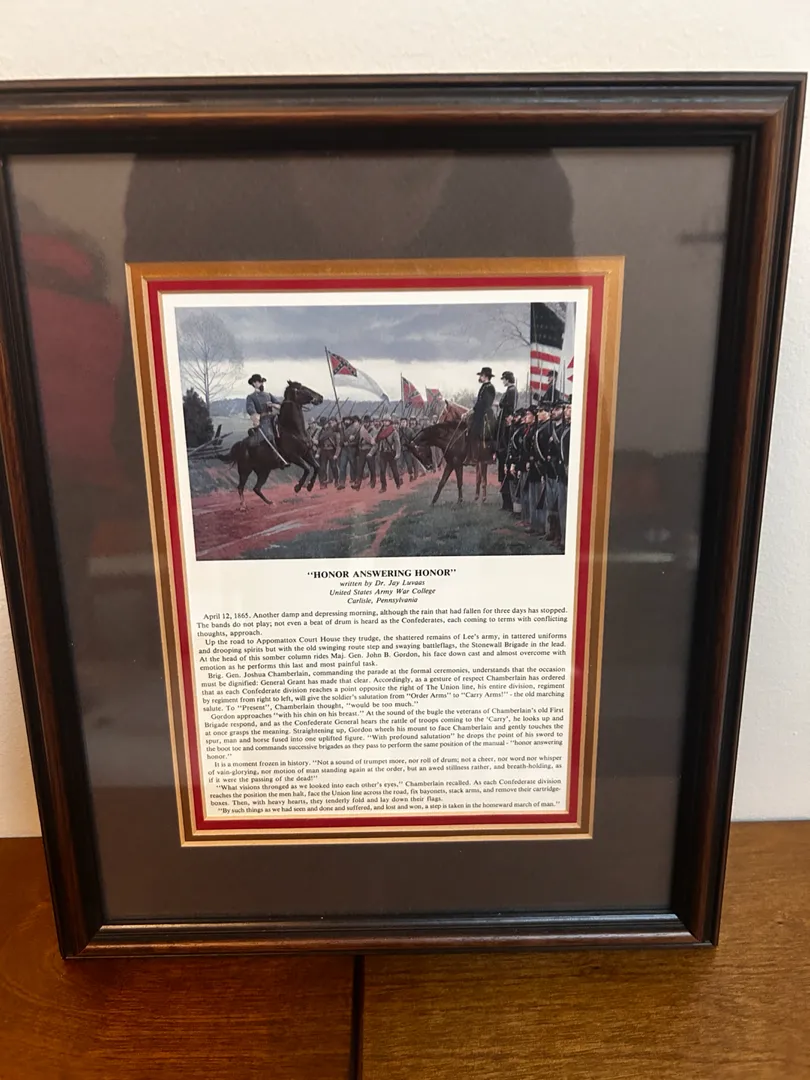 "HONOR ANSWERING HONOR"
written by Dr. Jay Luvaas
United States Army War College
Carlisle, Pennsylvania
April 12, 1865. Another damp and depressing morning, although the rain that had fallen for three days has stopped.
The bands do not play; not even a beat of drum is heard as the Confederates, each coming to terms with conflicting
thoughts, approach.
Up the road to Appomattox Court House they trudge, the shattered remains of Lee's army, in tattered uniforms
and drooping spirits but with the old swinging route step and swaying battleflags, the Stonewall Brigade in the lead.
At the head of this somber column rides Maj. Gen. John B. Gordon, his face down cast and almost overcome with
emotion as he performs this last and most painful task.
Brig. Gen. Joshua Chamberlain, commanding the parade at the formal ceremonies, understands that the occasion
must be dignified: General Grant has made that clear. Accordingly, as a gesture of respect Chamberlain has ordered
that as each Confederate division reaches a point opposite the right of The Union line, his entire division, regiment
by regiment from right to left, will give the soldier's salutation from "Order Arms" to "Carry Arms!" - the old marching
salute. To "Present", Chamberlain thought, "would be too much."
Gordon approaches "with his chin on his breast." At the sound of the bugle the veterans of Chamberlain's old First
Brigade respond, and as the Confederate General hears the rattle of troops coming to the 'Carry', he looks up and
at once grasps the meaning. Straightening up, Gordon wheels his mount to face Chamberlain and gently touches the
spur, man and horse fused into one uplifted figure. "With profound salutation" he drops the point of his sword to
the boot toe and commands successive brigades as they pass to perform the same position of the manual - "honor answering
honor."
It is a moment frozen in history. "Not a sound of trumpet more, nor roll of drum; not a cheer, nor word nor whisper
of vain-glorying, nor motion of man standing again at the order, but an awed stillness rather, and breath-holding, as
if it were the passing of the dead!"
"What visions thronged as we looked into each other's eyes," Chamberlain recalled. As each Confederate division
reaches the position the men halt, face the Union line across the road, fix bayonets, stack arms, and remove their cartridge-
boxes. Then, with heavy hearts, they tenderly fold and lay down their flags.
"By such things as we had seen and done and suffered, and lost and won, a step is taken in the homeward march of man."